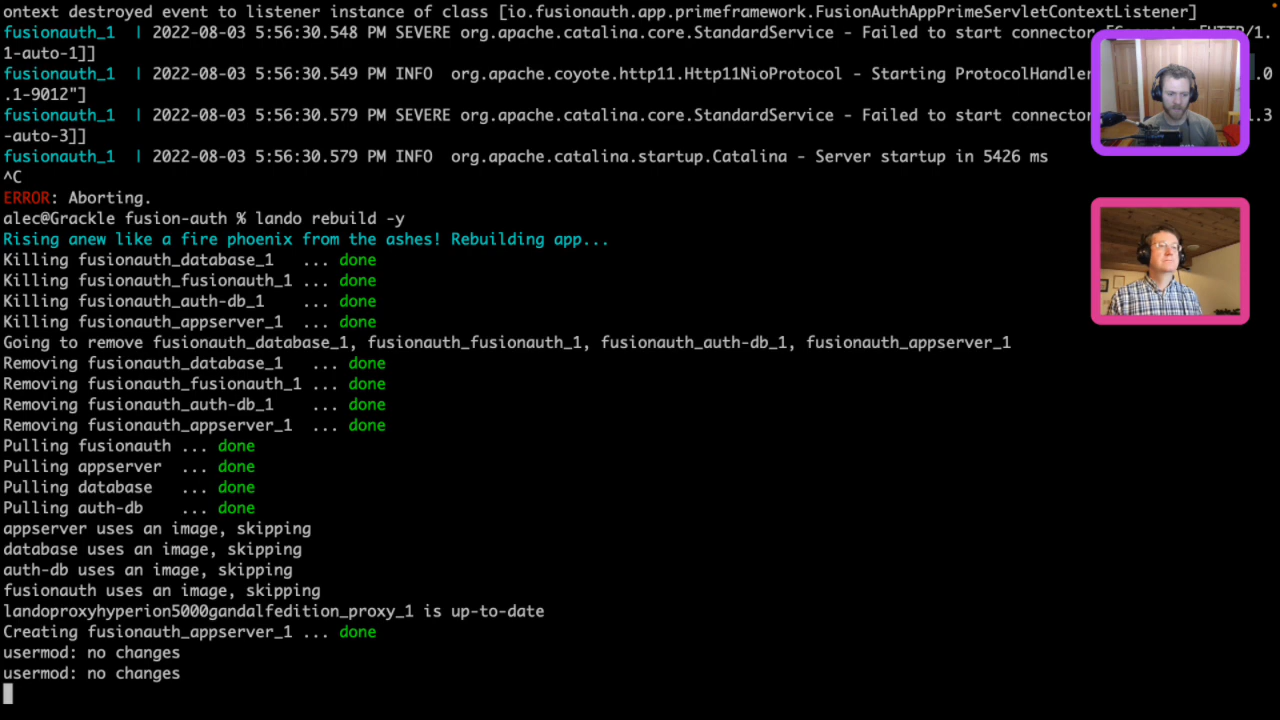 ontext destroyed event to listener instance of class [io.fusionauth.app.primeframework.FusionAuthAppPrimeServletContextListener]
fusionauth_1  | 2022-08-03 5:56:30.548 PM SEVERE org.apache.catalina.core.StandardService - Failed to start connector
1-auto-1]]
fusionauth_1  | 2022-08-03 5:56:30.549 PM INFO  org.apache.coyote.http11.Http11NioProtocol - Starting ProtocolHandler
.1-9012"]
fusionauth_1  | 2022-08-03 5:56:30.579 PM SEVERE org.apache.catalina.core.StandardService - Failed to start connector
-auto-3]]
fusionauth_1  | 2022-08-03 5:56:30.579 PM INFO  org.apache.catalina.startup.Catalina - Server startup in 5426 ms
^C
ERROR: Aborting.
alec@Grackle fusion-auth % lando rebuild -y
Rising anew like a fire phoenix from the ashes! Rebuilding app...
Killing fusionauth_database_1   ... done
Killing fusionauth_fusionauth_1 ... done
Killing fusionauth_auth-db_1    ... done
Killing fusionauth_appserver_1  ... done
Going to remove fusionauth_database_1, fusionauth_fusionauth_1, fusionauth_auth-db_1, fusionauth_appserver_1
Removing fusionauth_database_1   ... done
Removing fusionauth_fusionauth_1 ... done
Removing fusionauth_auth-db_1    ... done
Removing fusionauth_appserver_1  ... done
Pulling fusionauth ... done
Pulling appserver  ... done
Pulling database   ... done
Pulling auth-db    ... done
appserver uses an image, skipping
database uses an image, skipping
auth-db uses an image, skipping
fusionauth uses an image, skipping
landoproxyhyperion5000gandalfedition_proxy_1 is up-to-date
Creating fusionauth_appserver_1 ... done
usermod: no changes
usermod: no changes